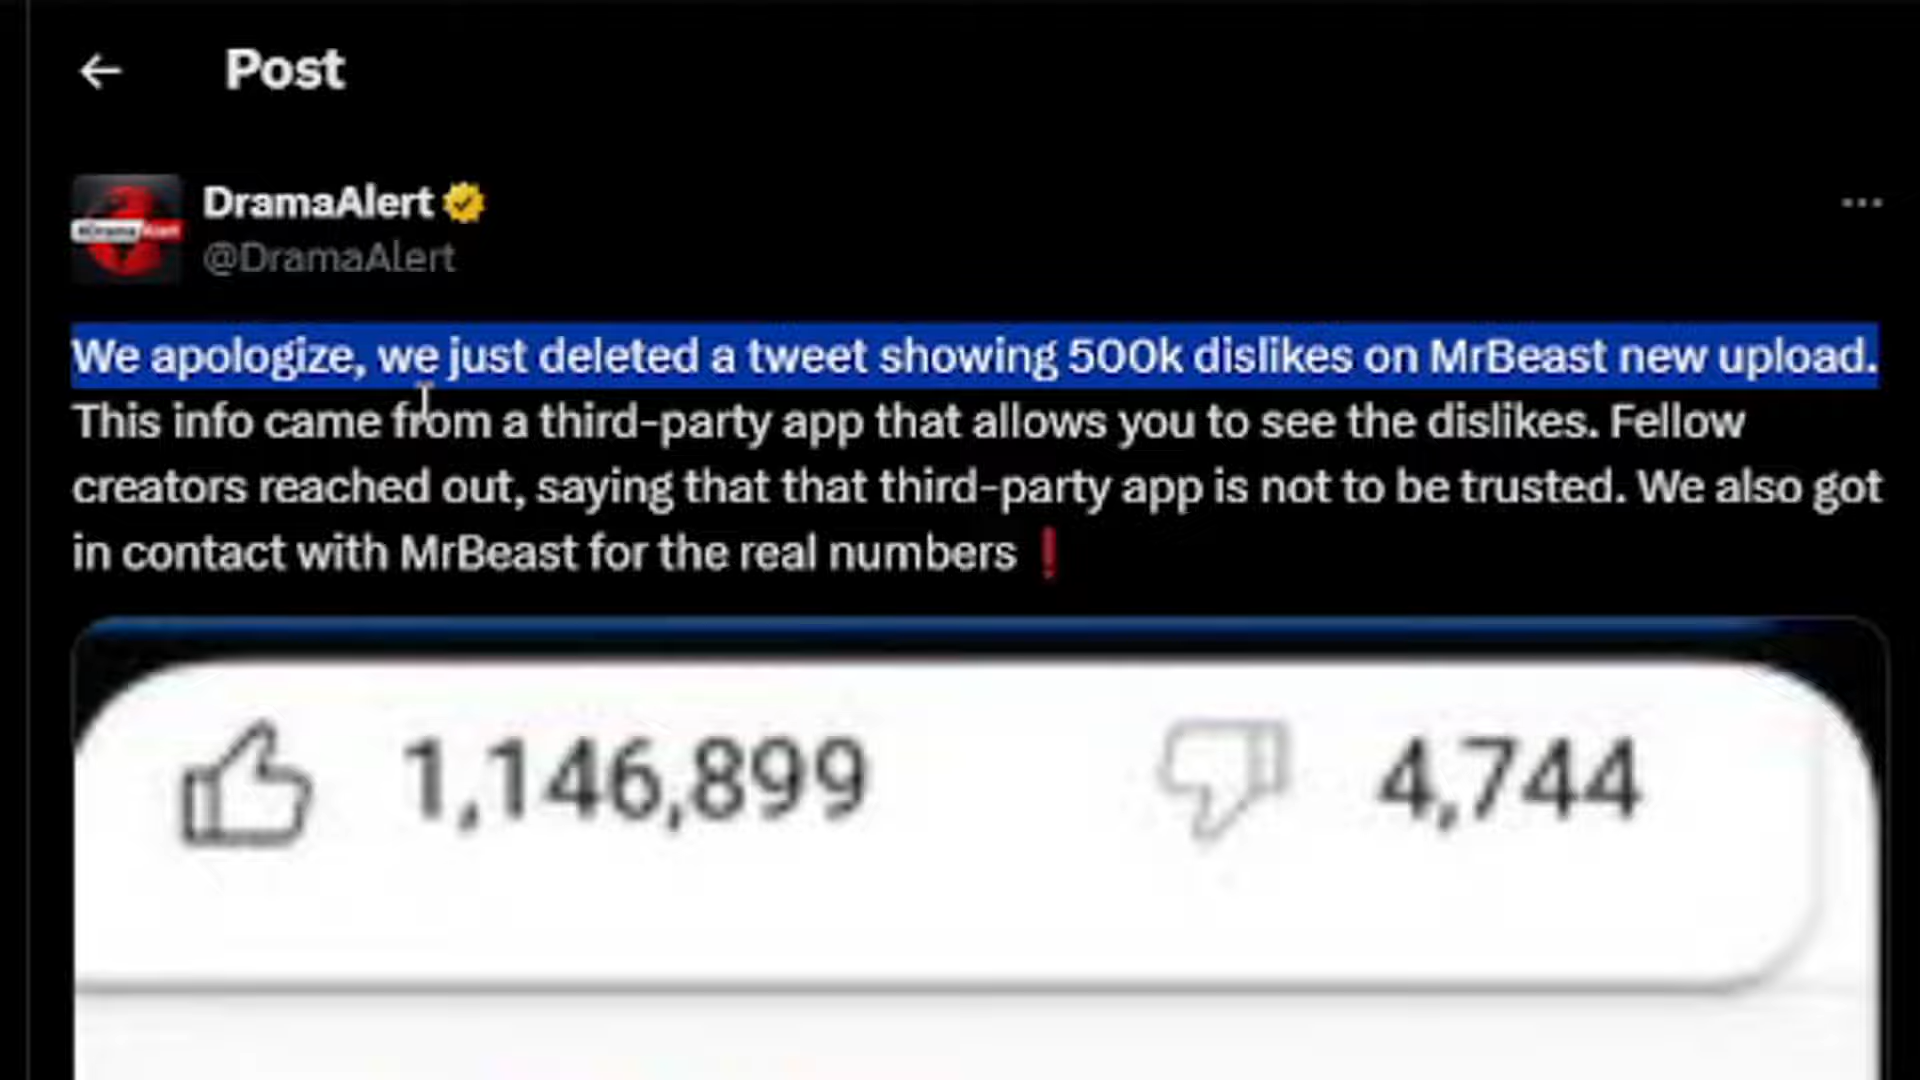 Post
DramaAlert
@DramaAlert
We apologize, we just deleted a tweet showing 500k dislikes on MrBeast new upload.
This info came from a third-party app that allows you to see the dislikes. Fellow
creators reached out, saying that that third-party app is not to be trusted. We also got
in contact with MrBeast for the real numbers❗
1,146,899 4,744